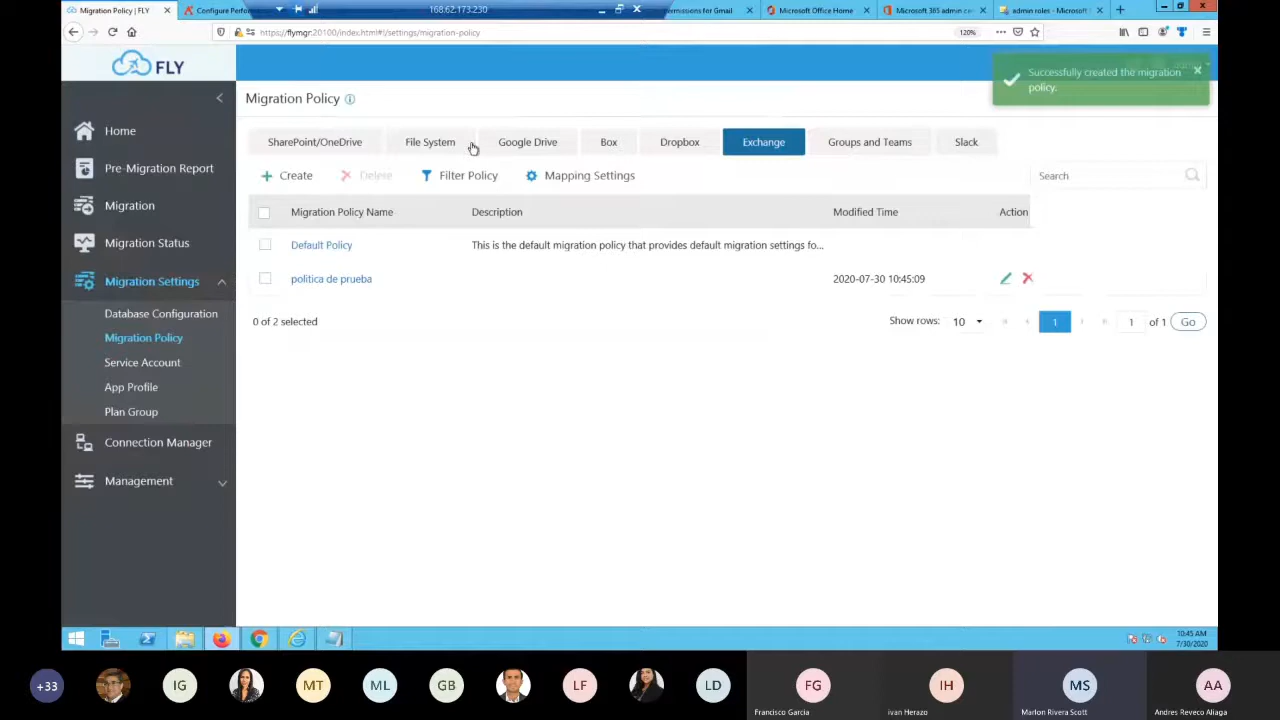 Migration Policy | FLY
Configure Perfor
168.62.173.230
ermissions for Gmail
Microsoft Office Home
Microsoft 365 admin cen
admin roles - Microsoft
https://flymgr:20100/index.html#!/settings/migration-policy
120%
FLY
Successfully created the migration
policy.
Migration Policy
SharePoint/OneDrive
File System
Google Drive
Box
Dropbox
Exchange
Groups and Teams
Slack
Create
Delete
Filter Policy
Mapping Settings
Search
Migration Policy Name
Description
Modified Time
Action
Default Policy
This is the default migration policy that provides default migration settings fo...
politica de prueba
2020-07-30 10:45:09
0 of 2 selected
Show rows:
10
1
1
of 1
Go
Home
Pre-Migration Report
Migration
Migration Status
Migration Settings
Database Configuration
Migration Policy
Service Account
App Profile
Plan Group
Connection Manager
Management
10:45 AM
7/30/2020
+33
IG
MT
ML
GB
LF
LD
FG
Francisco Garcia
IH
ivan Herazo
MS
Marlon Rivera Scott
AA
Andres Reveco Aliaga